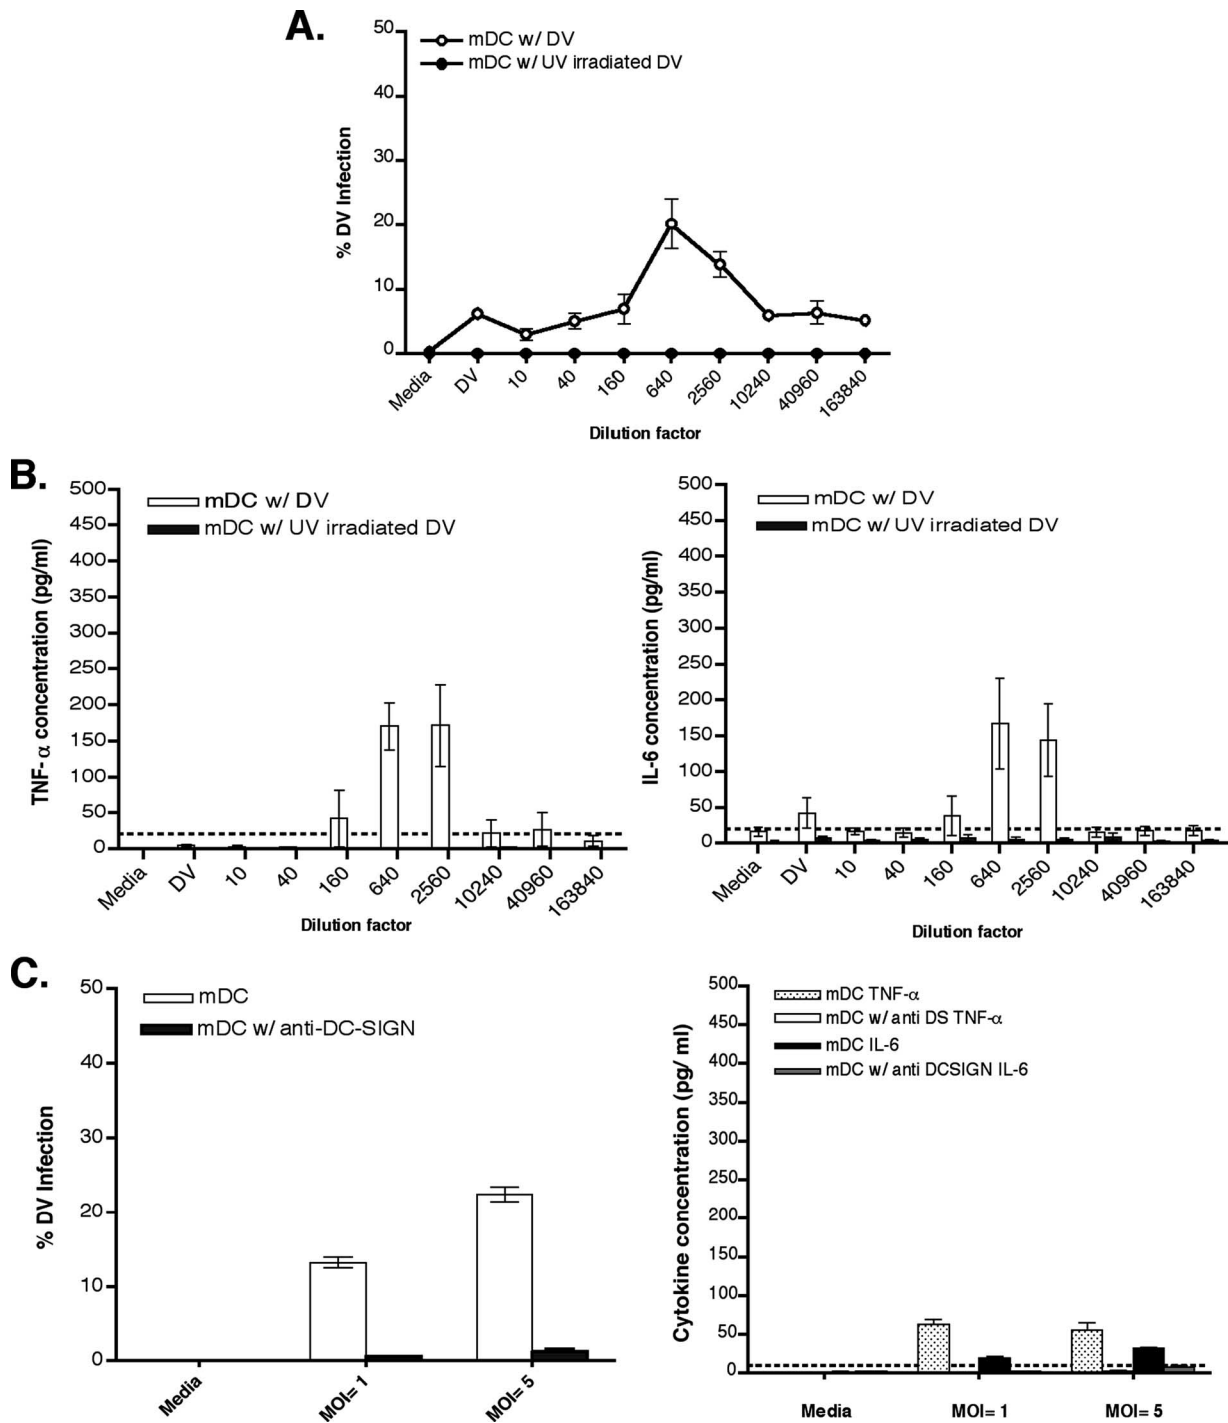 A.
50
40
30
20
10
0
% DV Infection
mDC w/ DV
mDC w/ UV irradiated DV
Media
DV
10
40
160
640
2560
10240
40960
163840
Dilution factor
B.
500
450
400
350
300
250
200
150
100
50
0
TNF- α concentration (pg/ml)
mDC w/ DV
mDC w/ UV irradiated DV
Media
DV
10
40
160
640
2560
10240
40960
163840
Dilution factor
500
450
400
350
300
250
200
150
100
50
0
IL-6 concentration (pg/ml)
mDC w/ DV
mDC w/ UV irradiated DV
Media
DV
10
40
160
640
2560
10240
40960
163840
Dilution factor
C.
50
40
30
20
10
0
% DV Infection
mDC
mDC w/ anti-DC-SIGN
Media
MOI= 1
MOI= 5
500
450
400
350
300
250
200
150
100
50
0
Cytokine concentration (pg/ ml)
mDC TNF-α
mDC w/ anti DS TNF-α
mDC IL-6
mDC w/ anti DCSIGN IL-6
Media
MOI= 1
MOI= 5